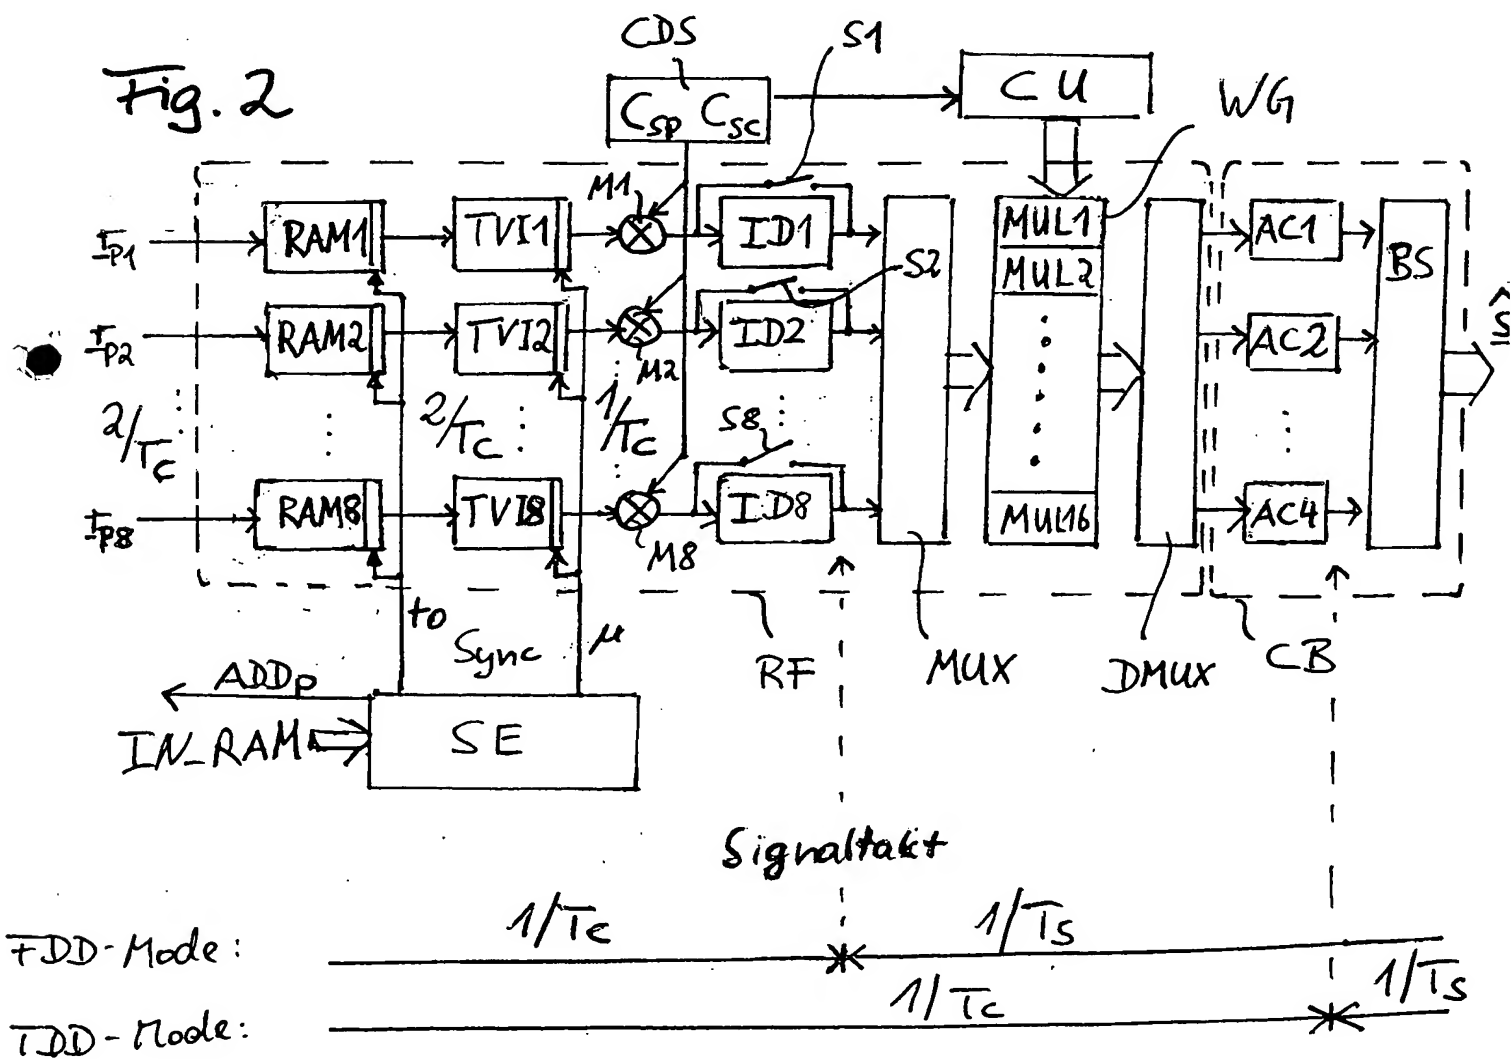 Fig. 2
CDS
S1
Csp Csc
CU
WG
M1
IP1
RAM1
TVI1
ID1
MUL1
AC1
BS
S2
MUL2
IP2
RAM2
TVI2
ID2
AC2
ŝ
M2
2/Tc
2/Tc
1/Tc
S8
IP8
RAM8
TVI8
ID8
MUL16
AC4
M8
to
Sync
μ
RF
MUX
DMUX
CB
ADDp
IN_RAM
SE
Signaltakt
FDD-Mode:
1/Tc
1/Ts
TDD-Mode:
1/Tc
1/Ts